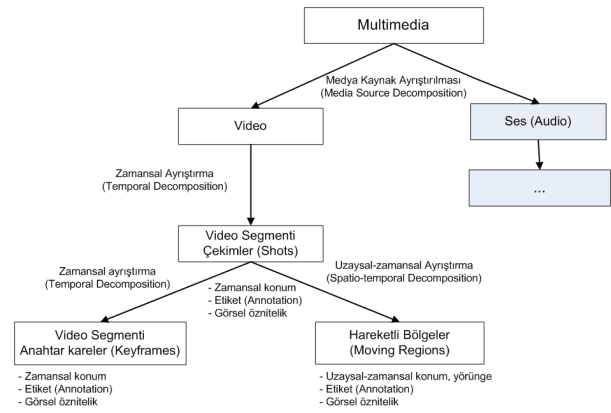 Multimedia
Medya Kaynak Ayrıştırılması
(Media Source Decomposition)
Video
Ses (Audio)
Zamansal Ayrıştırma
(Temporal Decomposition)
...
Video Segmenti
Çekimler (Shots)
Zamansal ayrıştırma
(Temporal Decomposition)
- Zamansal konum
- Etiket (Annotation)
- Görsel öznitelik
Uzaysal-zamansal Ayrıştırma
(Spatio-temporal Decomposition)
Video Segmenti
Anahtar kareler (Keyframes)
Hareketli Bölgeler
(Moving Regions)
- Zamansal konum
- Etiket (Annotation)
- Görsel öznitelik
- Uzaysal-zamansal konum, yörünge
- Etiket (Annotation)
- Görsel öznitelik